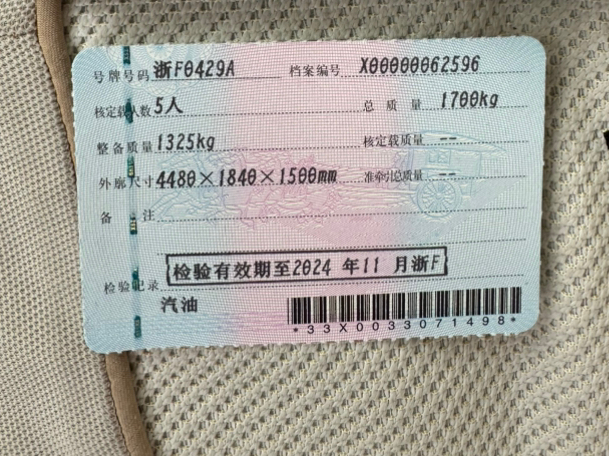 号牌号码 浙F0429A 档案编号 X00000062596
核定载人数 5人 总质量 1700kg
整备质量 1325kg 核定载质量 --
外廓尺寸 4480×1840×1500mm 准牵引总质量 --
备注
检验记录 检验有效期至2024 年11 月浙F
汽油
*33X0033071498*